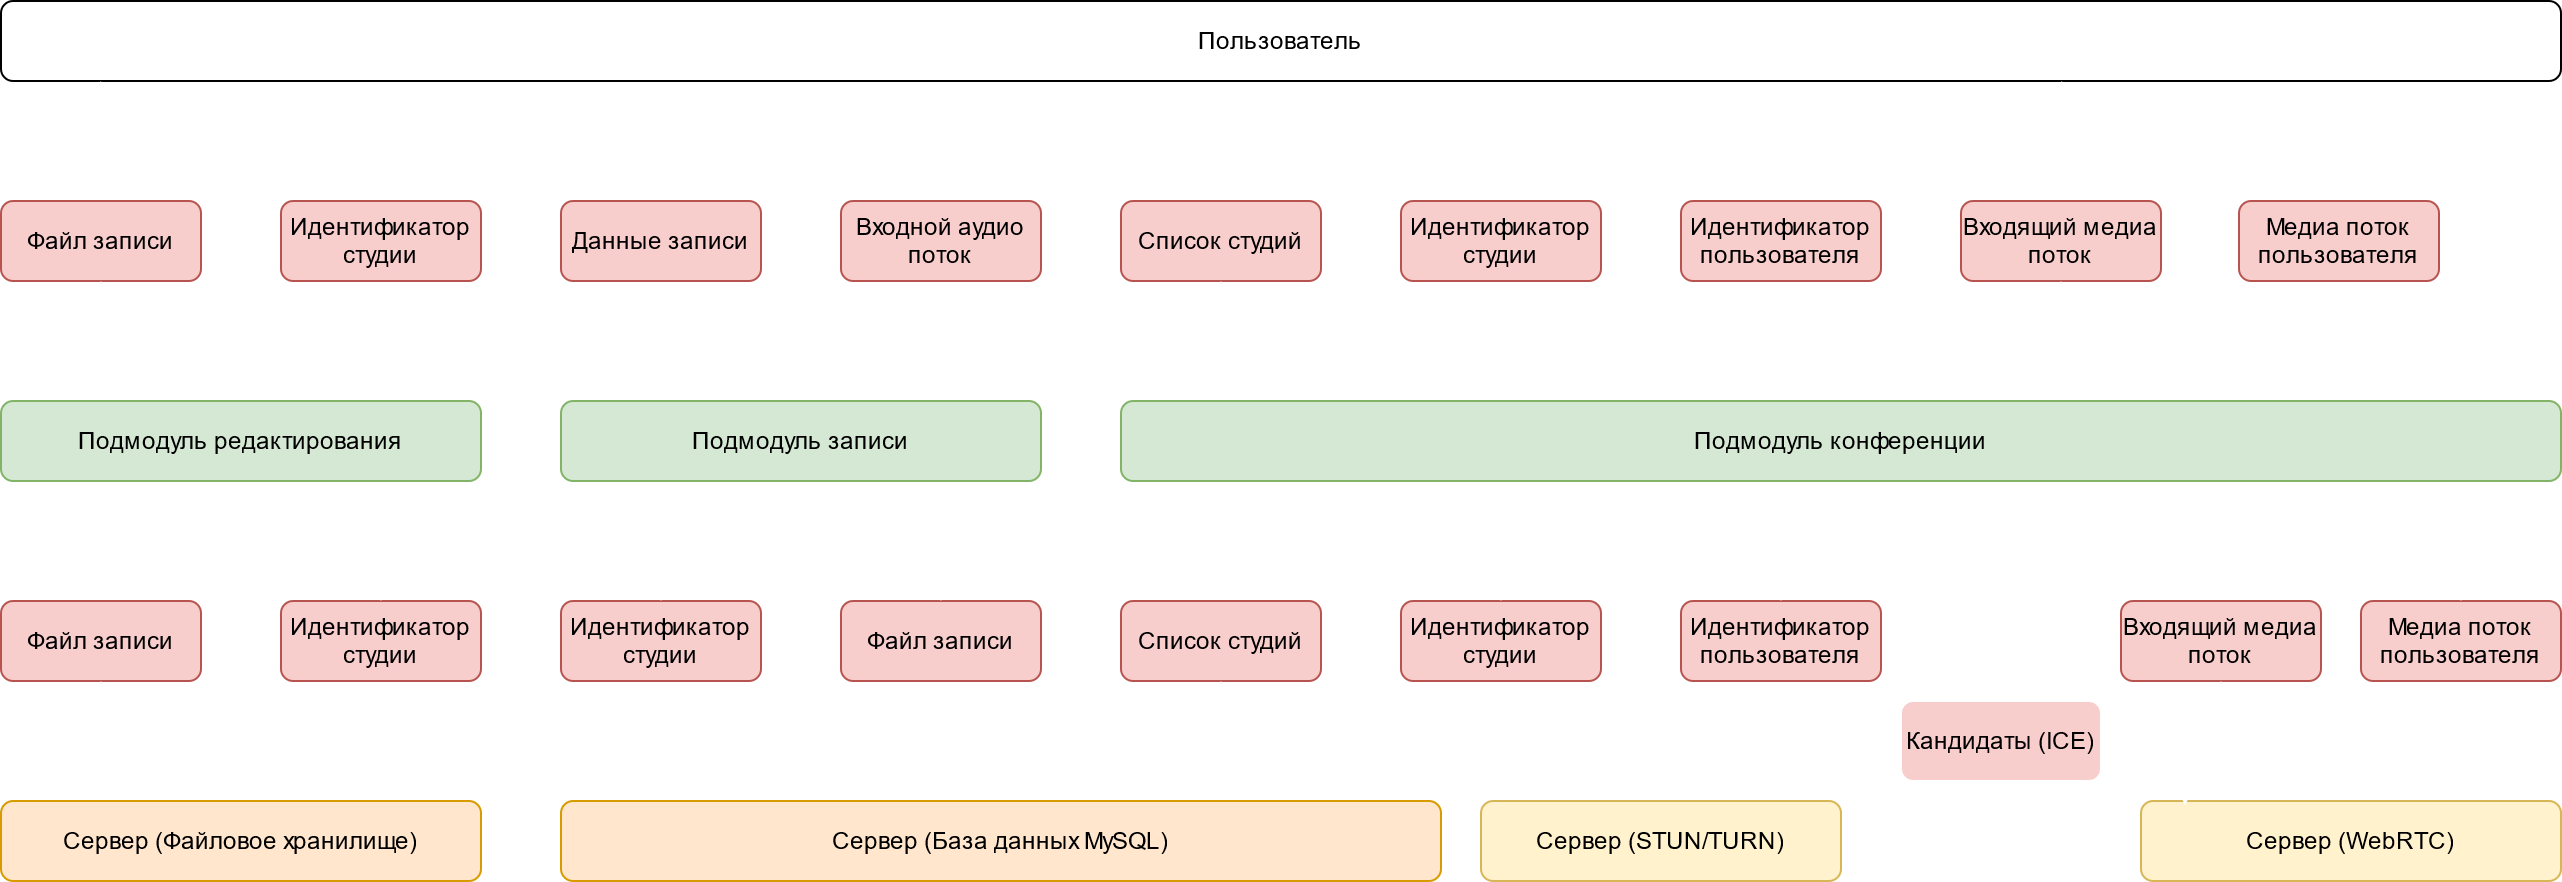 Пользователь
Файл записи
Идентификатор
студии
Данные записи
Входной аудио
поток
Список студий
Идентификатор
студии
Идентификатор
пользователя
Входящий медиа
поток
Медиа поток
пользователя
Подмодуль редактирования
Подмодуль записи
Подмодуль конференции
Файл записи
Идентификатор
студии
Идентификатор
студии
Файл записи
Список студий
Идентификатор
студии
Идентификатор
пользователя
Входящий медиа
поток
Медиа поток
пользователя
Кандидаты (ICE)
Сервер (Файловое хранилище)
Сервер (База данных MySQL)
Сервер (STUN/TURN)
Сервер (WebRTC)